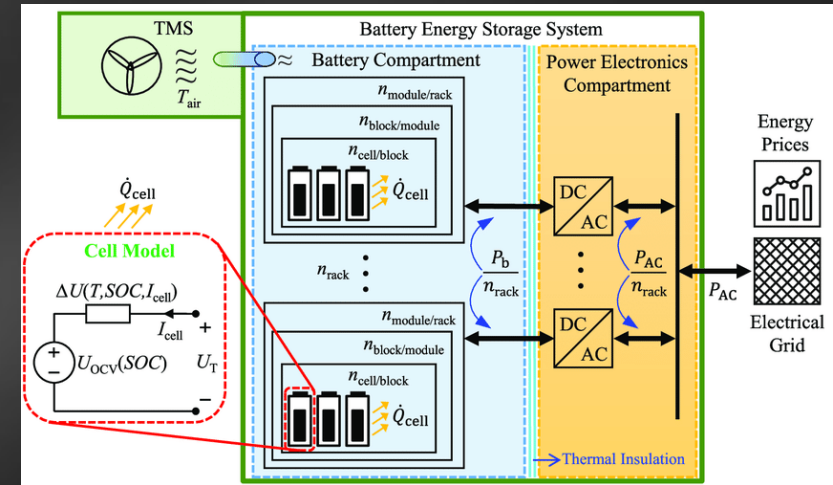 TMS
T_air
Battery Energy Storage System
Battery Compartment
Power Electronics
Compartment
n_module/rack
n_block/module
n_cell/block
Q̇_cell
DC
AC
n_rack
P_b
n_rack
P_AC
n_rack
n_module/rack
n_block/module
n_cell/block
Q̇_cell
DC
AC
Thermal Insulation
Energy
Prices
P_AC
Electrical
Grid
Q̇_cell
Cell Model
ΔU(T,SOC,I_cell)
I_cell
+
+
−
U_OCV(SOC)
U_T
−